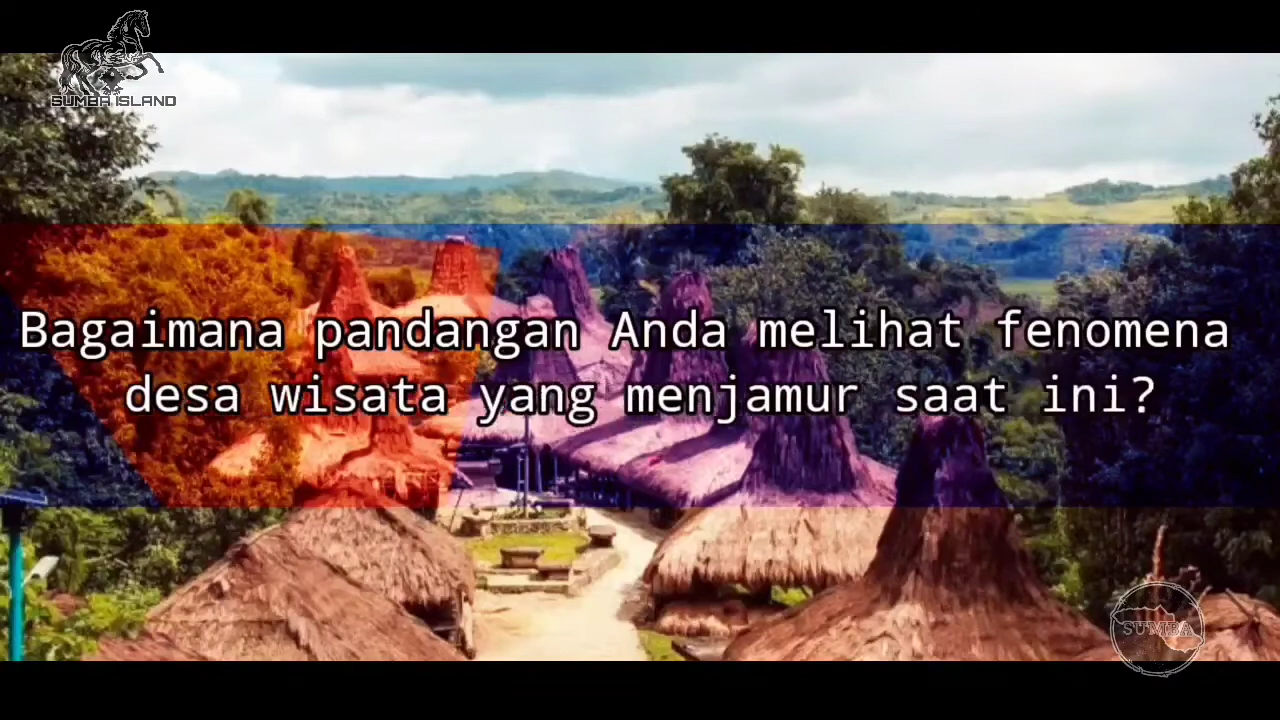 SUMBA ISLAND
Bagaimana pandangan Anda melihat fenomena
desa wisata yang menjamur saat ini?
SUMBA